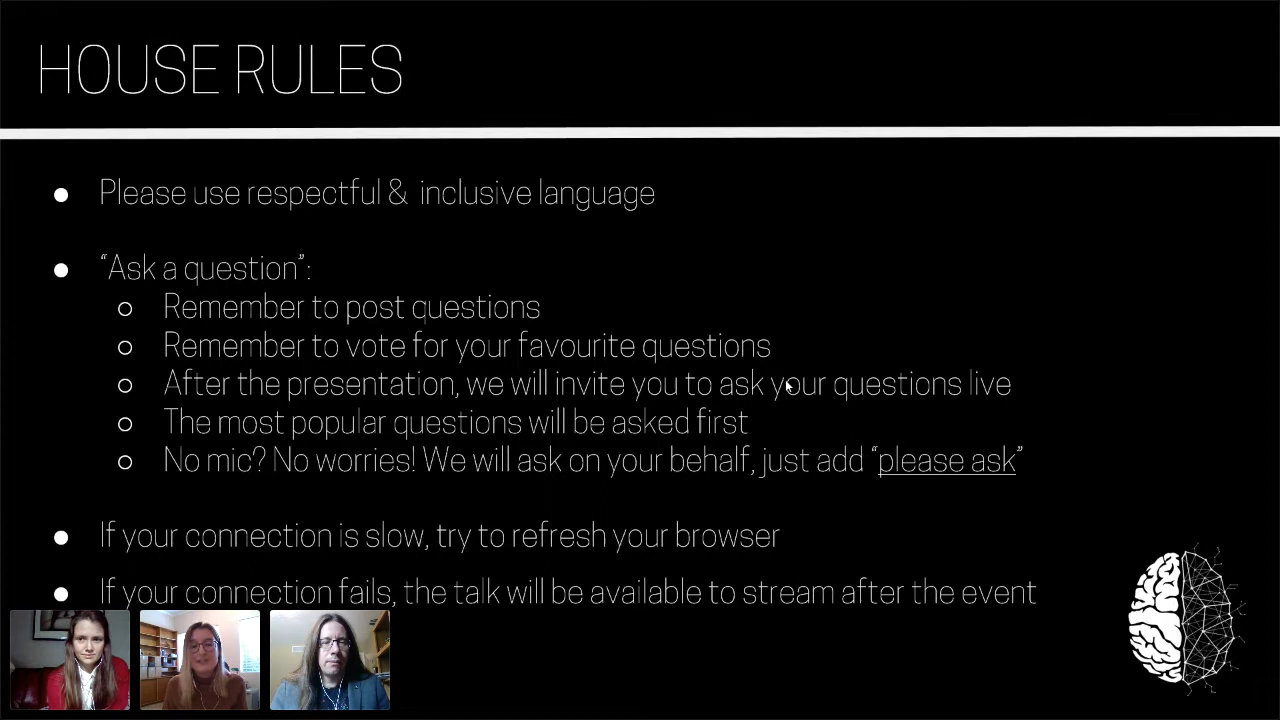 HOUSE RULES
Please use respectful & inclusive language
“Ask a question”:
Remember to post questions
Remember to vote for your favourite questions
After the presentation, we will invite you to ask your questions live
The most popular questions will be asked first
No mic? No worries! We will ask on your behalf, just add “please ask”
If your connection is slow, try to refresh your browser
If your connection fails, the talk will be available to stream after the event